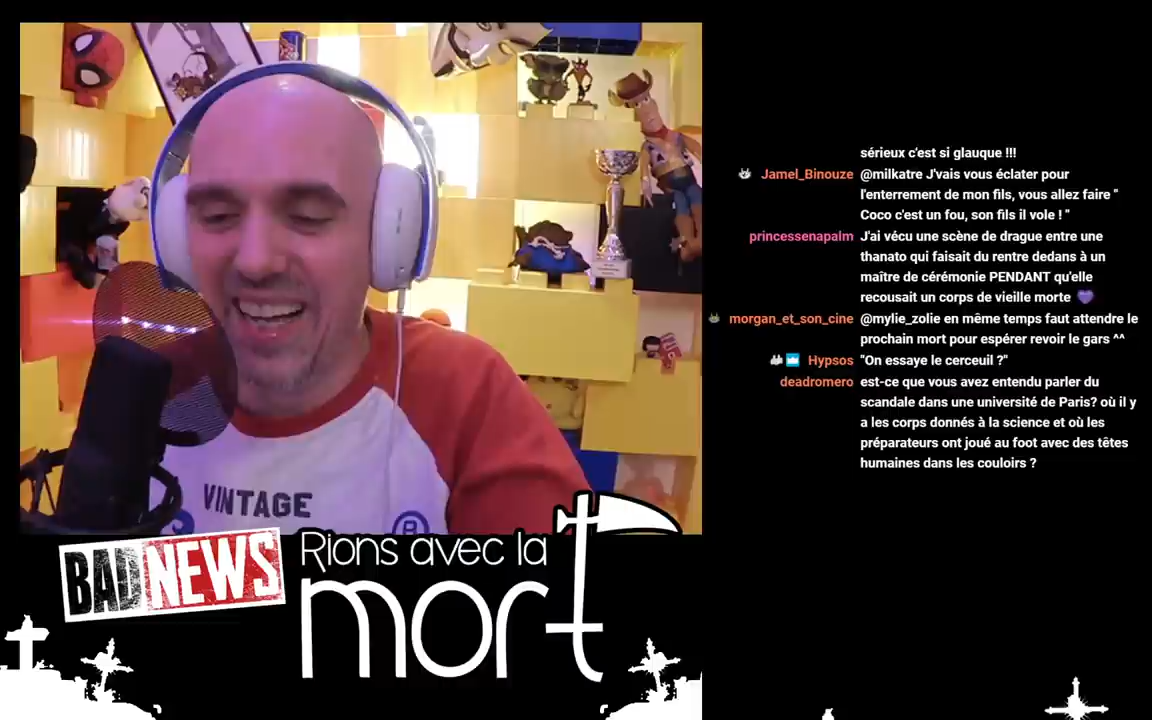 sérieux c'est si glauque !!!
Jamel_Binouze @milkatre J'vais vous éclater pour
l'enterrement de mon fils, vous allez faire "
Coco c'est un fou, son fils il vole ! "
princessenapalm J'ai vécu une scène de drague entre une
thanato qui faisait du rentre dedans à un
maître de cérémonie PENDANT qu'elle
recousait un corps de vieille morte 💜
morgan_et_son_cine @mylie_zolie en même temps faut attendre le
prochain mort pour espérer revoir le gars ^^
Hypsos "On essaye le cerceuil ?"
deadromero est-ce que vous avez entendu parler du
scandale dans une université de Paris? où il y
a les corps donnés à la science et où les
préparateurs ont joué au foot avec des têtes
humaines dans les couloirs ?
VINTAGE
BAD NEWS
Rions avec la
mort